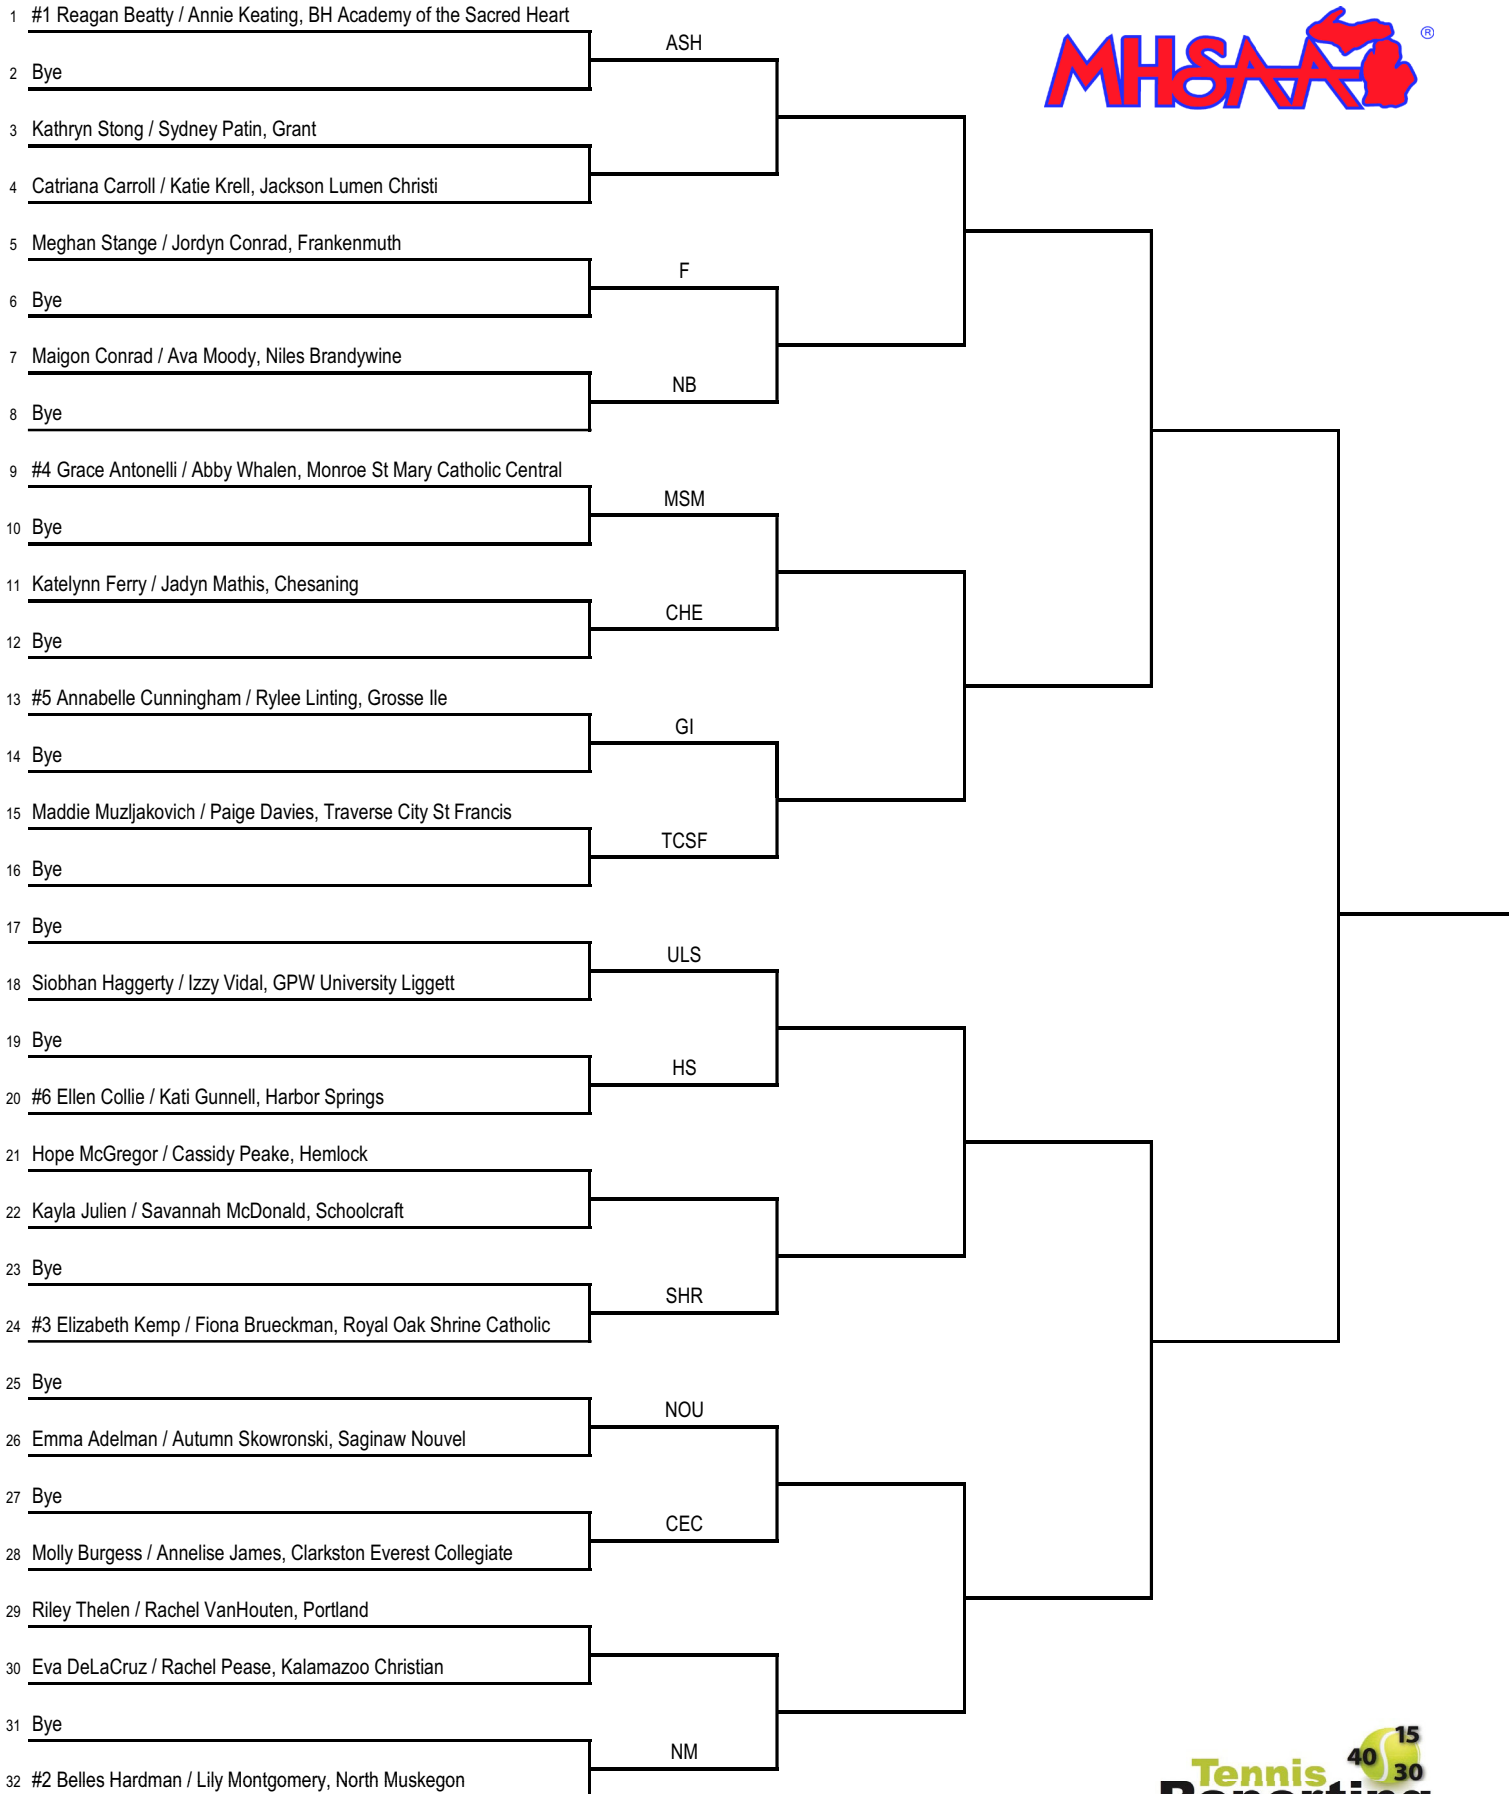 1 #1 Reagan Beatty / Annie Keating, BH Academy of the Sacred Heart
ASH
2 Bye
3 Kathryn Stong / Sydney Patin, Grant
4 Catriana Carroll / Katie Krell, Jackson Lumen Christi
5 Meghan Stange / Jordyn Conrad, Frankenmuth
F
6 Bye
7 Maigon Conrad / Ava Moody, Niles Brandywine
NB
8 Bye
9 #4 Grace Antonelli / Abby Whalen, Monroe St Mary Catholic Central
MSM
10 Bye
11 Katelynn Ferry / Jadyn Mathis, Chesaning
CHE
12 Bye
13 #5 Annabelle Cunningham / Rylee Linting, Grosse Ile
GI
14 Bye
15 Maddie Muzljakovich / Paige Davies, Traverse City St Francis
TCSF
16 Bye
17 Bye
ULS
18 Siobhan Haggerty / Izzy Vidal, GPW University Liggett
19 Bye
HS
20 #6 Ellen Collie / Kati Gunnell, Harbor Springs
21 Hope McGregor / Cassidy Peake, Hemlock
22 Kayla Julien / Savannah McDonald, Schoolcraft
23 Bye
SHR
24 #3 Elizabeth Kemp / Fiona Brueckman, Royal Oak Shrine Catholic
25 Bye
NOU
26 Emma Adelman / Autumn Skowronski, Saginaw Nouvel
27 Bye
CEC
28 Molly Burgess / Annelise James, Clarkston Everest Collegiate
29 Riley Thelen / Rachel VanHouten, Portland
30 Eva DeLaCruz / Rachel Pease, Kalamazoo Christian
31 Bye
NM
32 #2 Belles Hardman / Lily Montgomery, North Muskegon
MHSAA ®
15
40
30
Tennis
Reporting